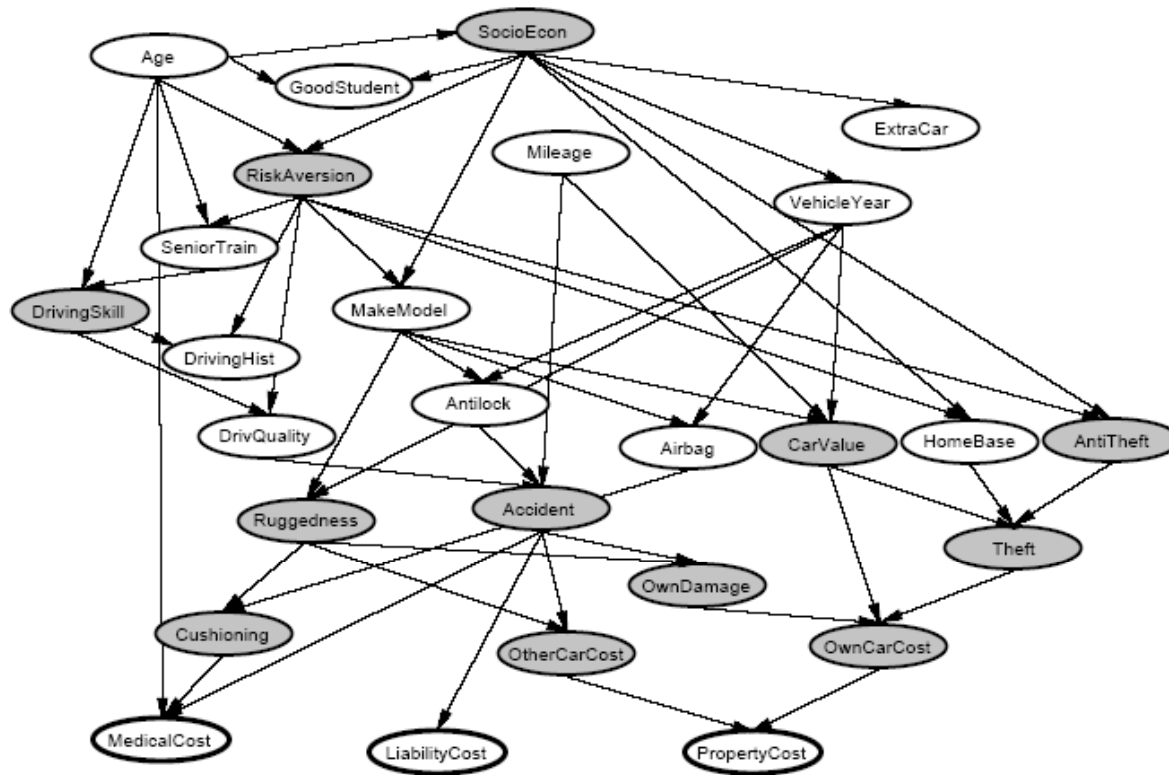 SocioEcon
Age
GoodStudent
ExtraCar
Mileage
RiskAversion
VehicleYear
SeniorTrain
DrivingSkill
MakeModel
DrivingHist
Antilock
DrivQuality
Airbag
CarValue
HomeBase
AntiTheft
Accident
Ruggedness
Theft
OwnDamage
Cushioning
OtherCarCost
OwnCarCost
MedicalCost
LiabilityCost
PropertyCost